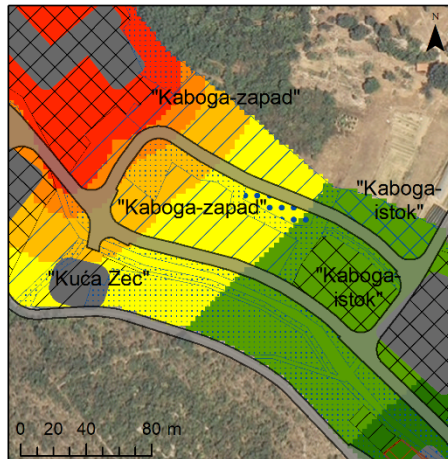 N
"Kaboga-zapad"
"Kaboga-
istok"
"Kaboga-zapad"
"Kaboga-
istok"
"Kuća Zec"
0 20 40 80 m